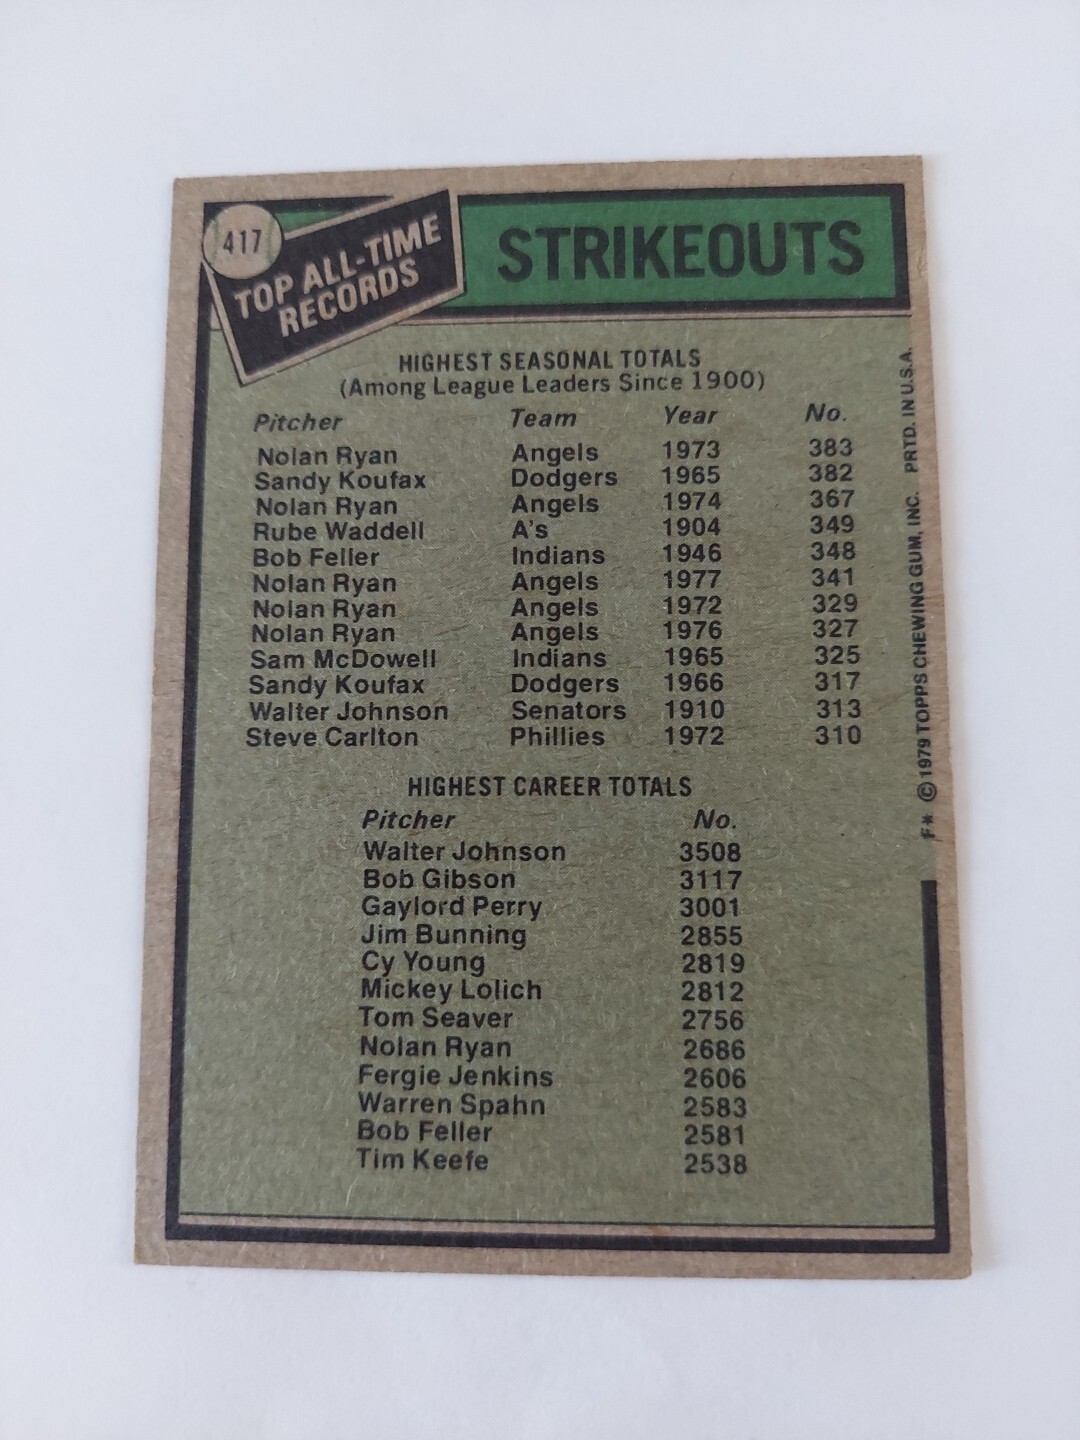 417
TOP ALL-TIME
RECORDS
STRIKEOUTS
HIGHEST SEASONAL TOTALS
(Among League Leaders Since 1900)
Pitcher Team Year No.
Nolan Ryan Angels 1973 383
Sandy Koufax Dodgers 1965 382
Nolan Ryan Angels 1974 367
Rube Waddell A's 1904 349
Bob Feller Indians 1946 348
Nolan Ryan Angels 1977 341
Nolan Ryan Angels 1972 329
Nolan Ryan Angels 1976 327
Sam McDowell Indians 1965 325
Sandy Koufax Dodgers 1966 317
Walter Johnson Senators 1910 313
Steve Carlton Phillies 1972 310
HIGHEST CAREER TOTALS
Pitcher No.
Walter Johnson 3508
Bob Gibson 3117
Gaylord Perry 3001
Jim Bunning 2855
Cy Young 2819
Mickey Lolich 2812
Tom Seaver 2756
Nolan Ryan 2686
Fergie Jenkins 2606
Warren Spahn 2583
Bob Feller 2581
Tim Keefe 2538
F* © 1979 TOPPS CHEWING GUM, INC. PRTD. IN U.S.A.